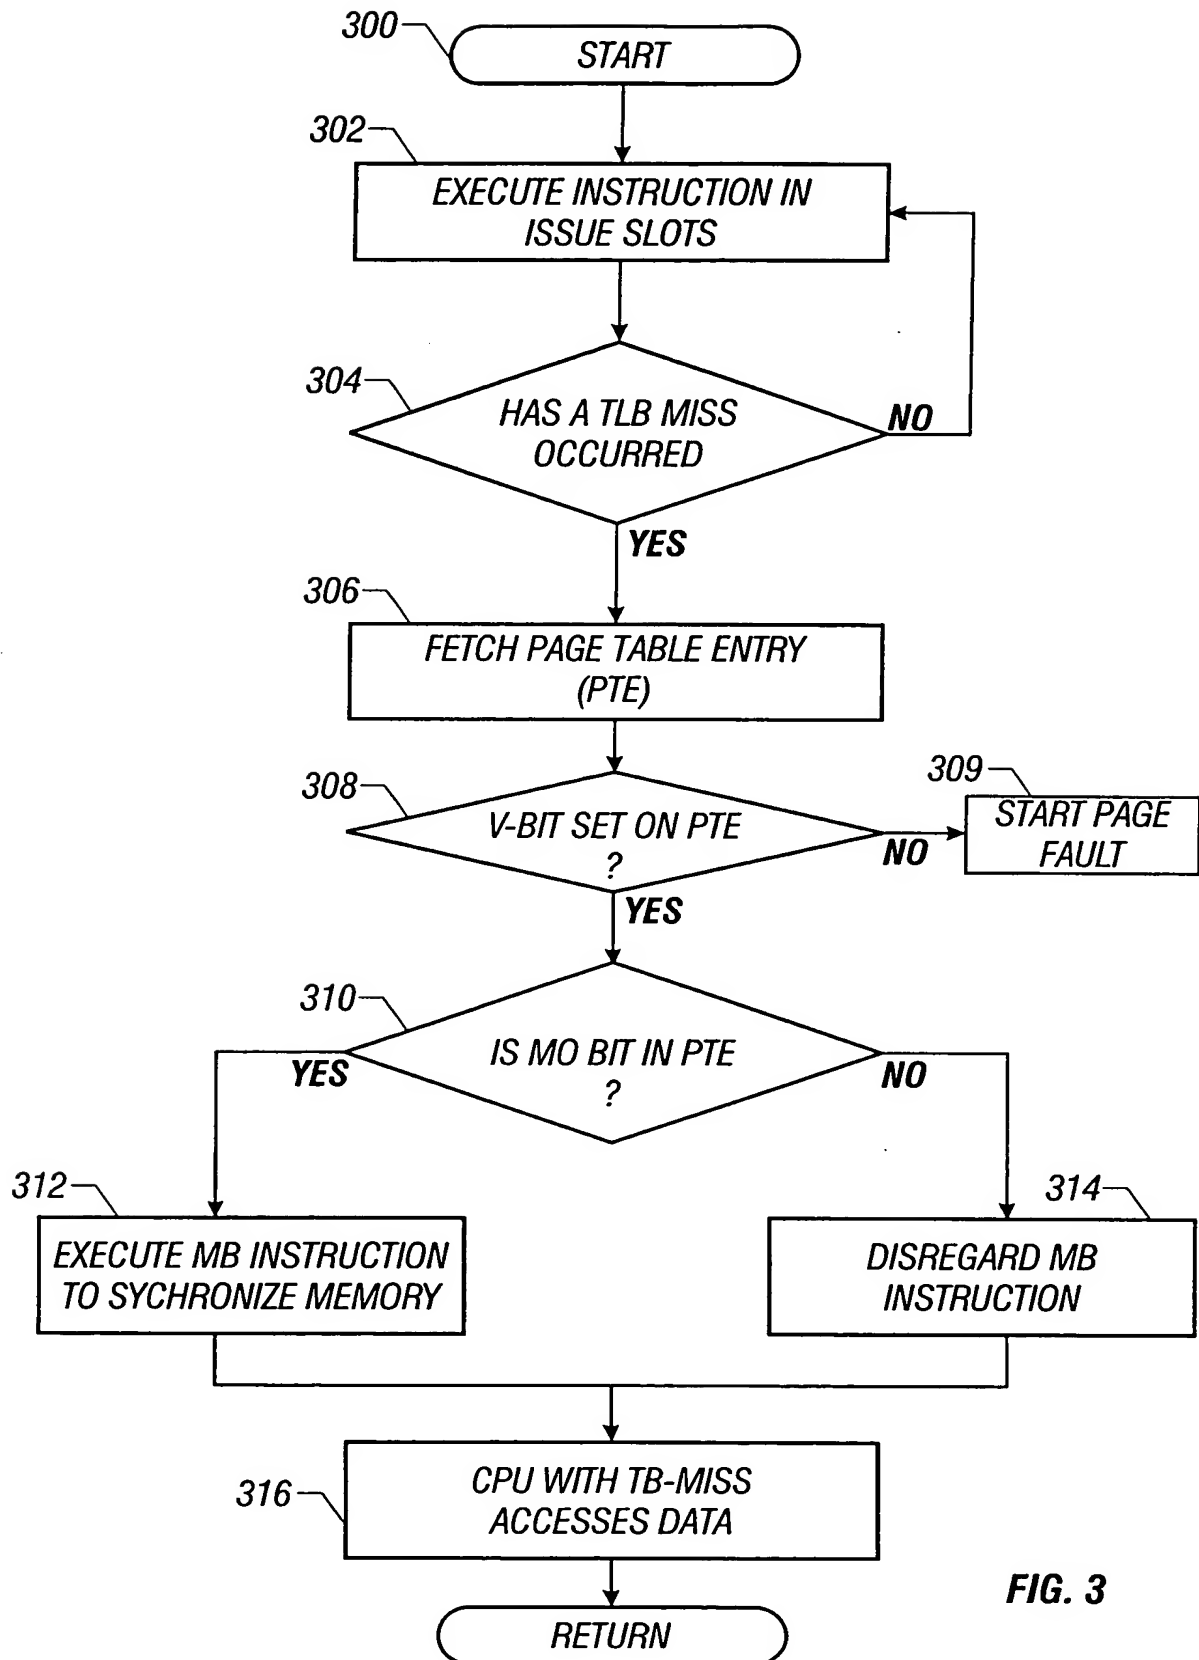 300
START
302
EXECUTE INSTRUCTION IN
ISSUE SLOTS
304
HAS A TLB MISS
OCCURRED
NO
YES
306
FETCH PAGE TABLE ENTRY
(PTE)
308
V-BIT SET ON PTE
?
NO
309
START PAGE
FAULT
YES
310
IS MO BIT IN PTE
?
YES
NO
312
EXECUTE MB INSTRUCTION
TO SYCHRONIZE MEMORY
314
DISREGARD MB
INSTRUCTION
316
CPU WITH TB-MISS
ACCESSES DATA
RETURN
FIG. 3